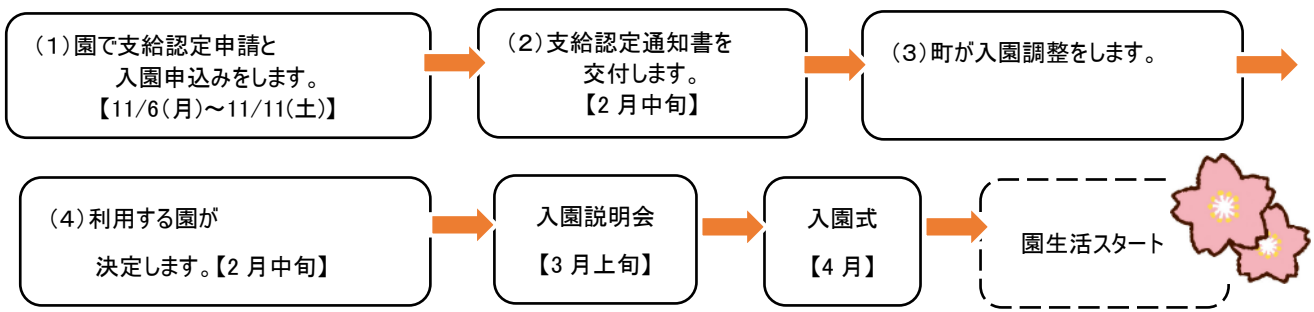 (1)園で支給認定申請と
入園申込みをします。
【11/6(月)～11/11(土)】
(2)支給認定通知書を
交付します。
【2月中旬】
(3)町が入園調整をします。
(4)利用する園が
決定します。【2月中旬】
入園説明会
【3月上旬】
入園式
【4月】
園生活スタート